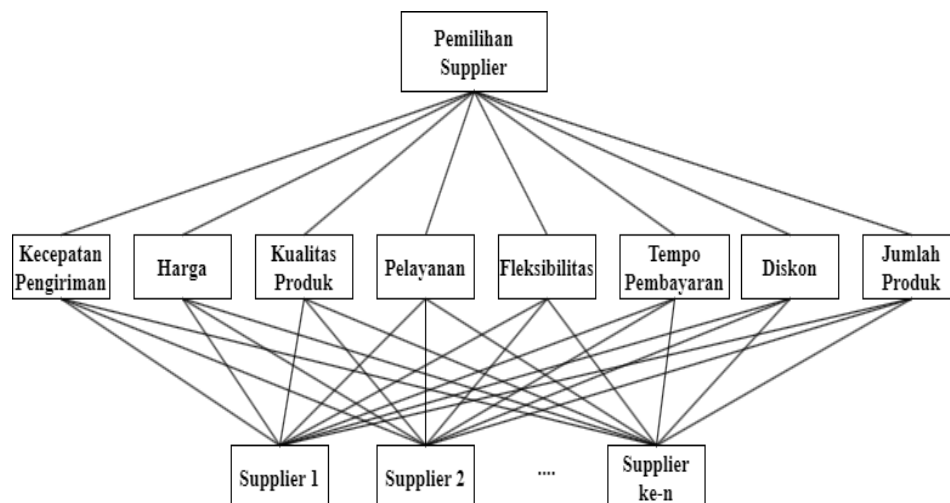 Pemilihan
Supplier
Kecepatan
Pengiriman
Harga
Kualitas
Produk
Pelayanan
Fleksibilitas
Tempo
Pembayaran
Diskon
Jumlah
Produk
Supplier 1
Supplier 2
....
Supplier
ke-n